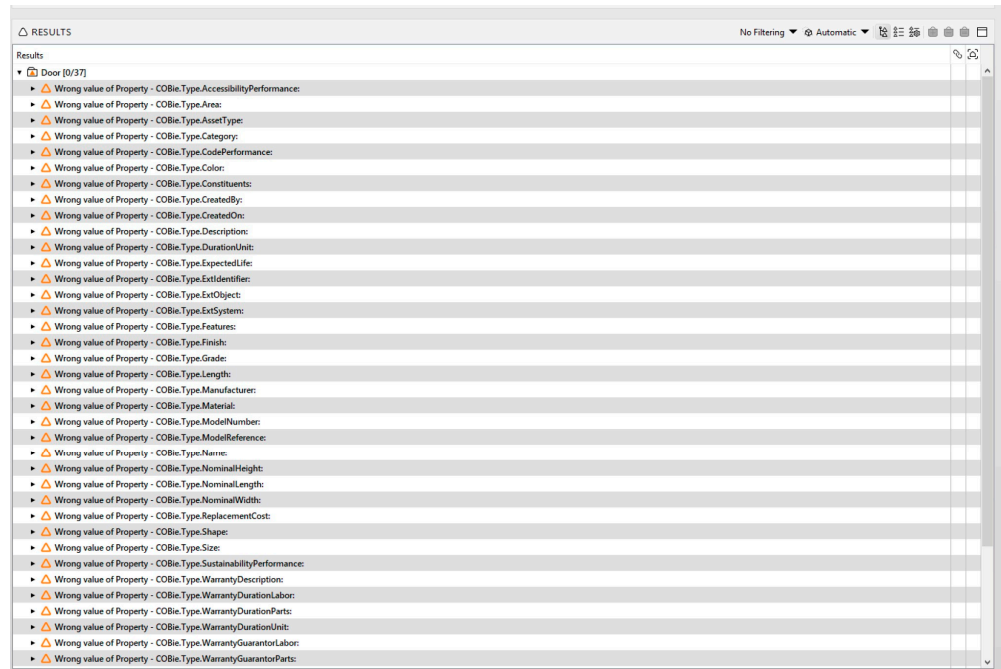 RESULTS No Filtering Automatic
Results
Door [0/37]
Wrong value of Property - COBie.Type.AccessibilityPerformance:
Wrong value of Property - COBie.Type.Area:
Wrong value of Property - COBie.Type.AssetType:
Wrong value of Property - COBie.Type.Category:
Wrong value of Property - COBie.Type.CodePerformance:
Wrong value of Property - COBie.Type.Color:
Wrong value of Property - COBie.Type.Constituents:
Wrong value of Property - COBie.Type.CreatedBy:
Wrong value of Property - COBie.Type.CreatedOn:
Wrong value of Property - COBie.Type.Description:
Wrong value of Property - COBie.Type.DurationUnit:
Wrong value of Property - COBie.Type.ExpectedLife:
Wrong value of Property - COBie.Type.ExtIdentifier:
Wrong value of Property - COBie.Type.ExtObject:
Wrong value of Property - COBie.Type.ExtSystem:
Wrong value of Property - COBie.Type.Features:
Wrong value of Property - COBie.Type.Finish:
Wrong value of Property - COBie.Type.Grade:
Wrong value of Property - COBie.Type.Length:
Wrong value of Property - COBie.Type.Manufacturer:
Wrong value of Property - COBie.Type.Material:
Wrong value of Property - COBie.Type.ModelNumber:
Wrong value of Property - COBie.Type.ModelReference:
Wrong value of Property - COBie.Type.Name:
Wrong value of Property - COBie.Type.NominalHeight:
Wrong value of Property - COBie.Type.NominalLength:
Wrong value of Property - COBie.Type.NominalWidth:
Wrong value of Property - COBie.Type.ReplacementCost:
Wrong value of Property - COBie.Type.Shape:
Wrong value of Property - COBie.Type.Size:
Wrong value of Property - COBie.Type.SustainabilityPerformance:
Wrong value of Property - COBie.Type.WarrantyDescription:
Wrong value of Property - COBie.Type.WarrantyDurationLabor:
Wrong value of Property - COBie.Type.WarrantyDurationParts:
Wrong value of Property - COBie.Type.WarrantyDurationUnit:
Wrong value of Property - COBie.Type.WarrantyGuarantorLabor:
Wrong value of Property - COBie.Type.WarrantyGuarantorParts: